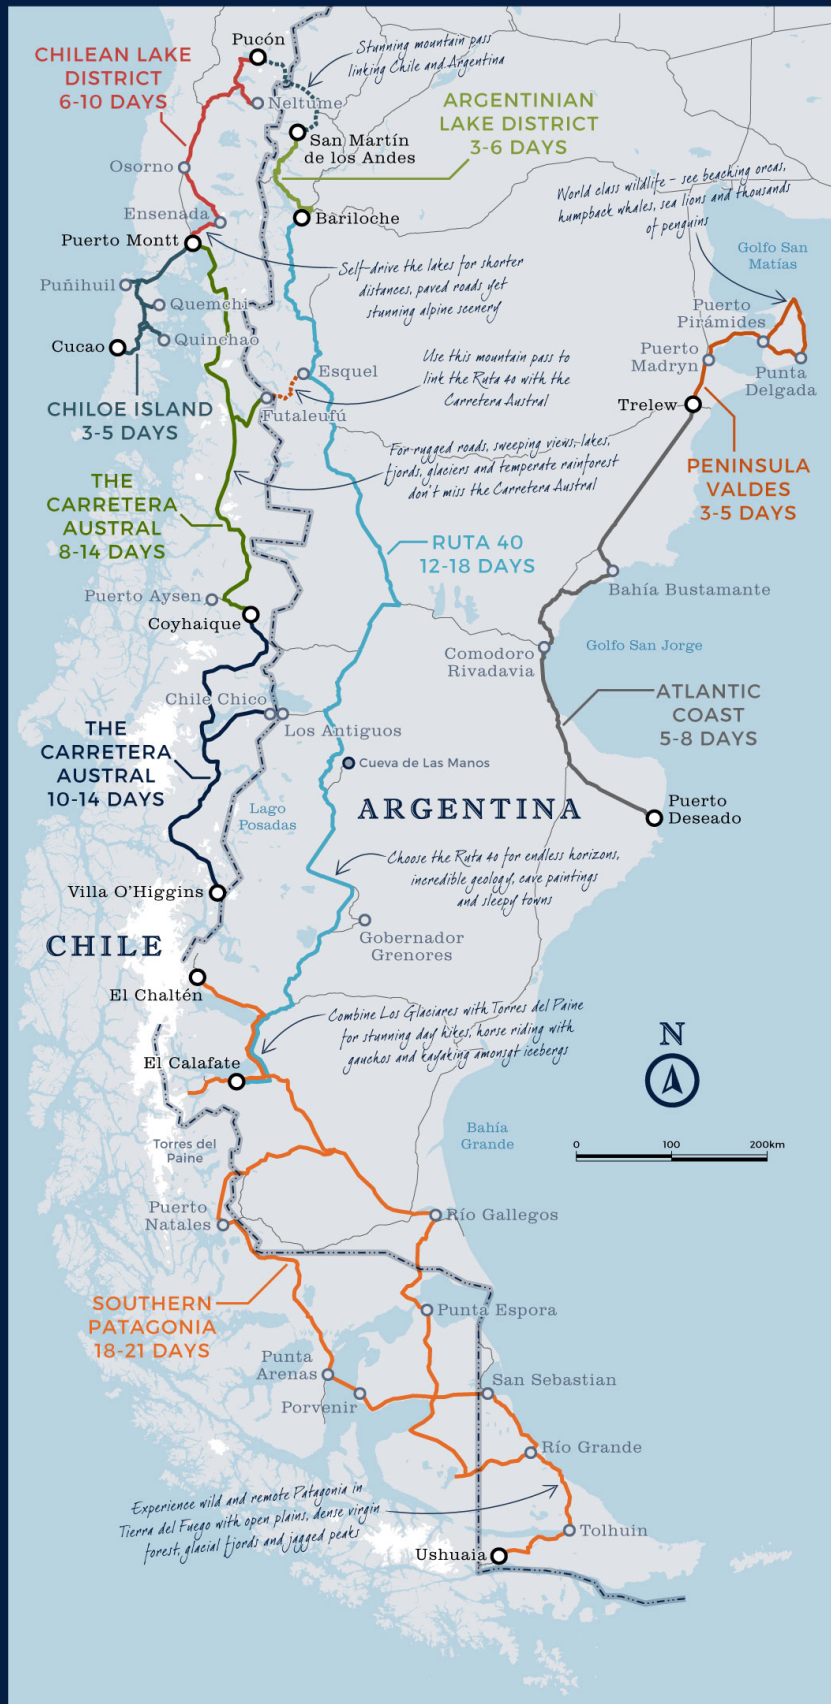 Pucón
CHILEAN LAKE
DISTRICT
6-10 DAYS
Stunning mountain pass
linking Chile and Argentina
Neltume
ARGENTINIAN
LAKE DISTRICT
3-6 DAYS
San Martín
de los Andes
Osorno
World class wildlife – see beaching orcas,
humpback whales, sea lions and thousands
of penguins
Ensenada
Bariloche
Puerto Montt
Golfo San
Matías
Self-drive the lakes for shorter
distances, paved roads yet
stunning alpine scenery
Puñihuil
Quemchi
Puerto
Pirámides
Cucao
Quinchao
Puerto
Madryn
Punta
Delgada
Use this mountain pass to
link the Ruta 40 with the
Carretera Austral
Esquel
Futaleufú
Trelew
CHILOE ISLAND
3-5 DAYS
For rugged roads, sweeping views, lakes,
fjords, glaciers and temperate rainforest
don't miss the Carretera Austral
PENINSULA
VALDES
3-5 DAYS
THE
CARRETERA
AUSTRAL
8-14 DAYS
RUTA 40
12-18 DAYS
Bahía Bustamante
Puerto Aysen
Coyhaique
Comodoro
Rivadavia
Golfo San Jorge
Chile Chico
Los Antiguos
ATLANTIC
COAST
5-8 DAYS
THE
CARRETERA
AUSTRAL
10-14 DAYS
Cueva de Las Manos
Lago
Posadas
ARGENTINA
Puerto
Deseado
Choose the Ruta 40 for endless horizons,
incredible geology, cave paintings
and sleepy towns
Villa O'Higgins
Gobernador
Grenores
CHILE
El Chaltén
Combine Los Glaciares with Torres del Paine
for stunning day hikes, horse riding with
gauchos and kayaking amonsgt icebergs
N
El Calafate
Bahía
Grande
0 100 200km
Torres del
Paine
Puerto
Natales
Río Gallegos
SOUTHERN
PATAGONIA
18-21 DAYS
Punta Espora
Punta
Arenas
San Sebastian
Porvenir
Río Grande
Experience wild and remote Patagonia in
Tierra del Fuego with open plains, dense virgin
forest, glacial fjords and jagged peaks
Tolhuin
Ushuaia